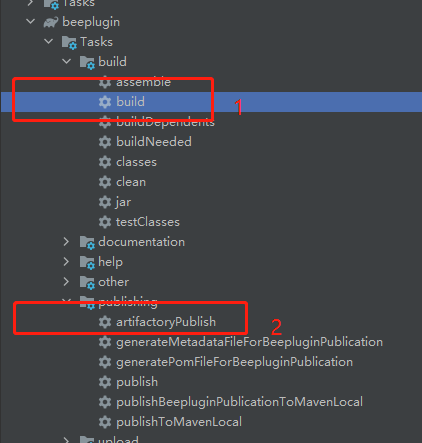 Tasks
beeplugin
Tasks
build
assemble
build
1
buildDependents
buildNeeded
classes
clean
jar
testClasses
documentation
help
other
publishing
artifactoryPublish
2
generateMetadataFileForBeepluginPublication
generatePomFileForBeepluginPublication
publish
publishBeepluginPublicationToMavenLocal
publishToMavenLocal
upload